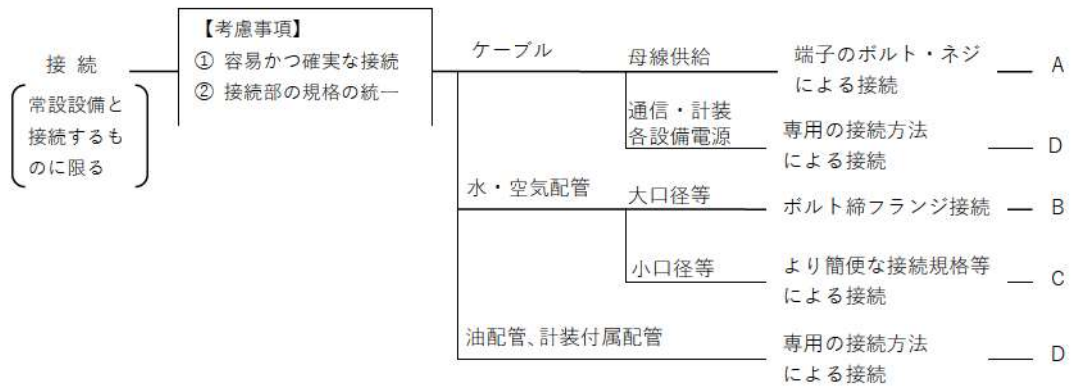 接 続
常設設備と
接続するも
のに限る
【考慮事項】
① 容易かつ確実な接続
② 接続部の規格の統一
ケーブル
母線供給
端子のボルト・ネジ
による接続
A
通信・計装
各設備電源
専用の接続方法
による接続
D
水・空気配管
大口径等
ボルト締フランジ接続
B
小口径等
より簡便な接続規格等
による接続
C
油配管、計装付属配管
専用の接続方法
による接続
D